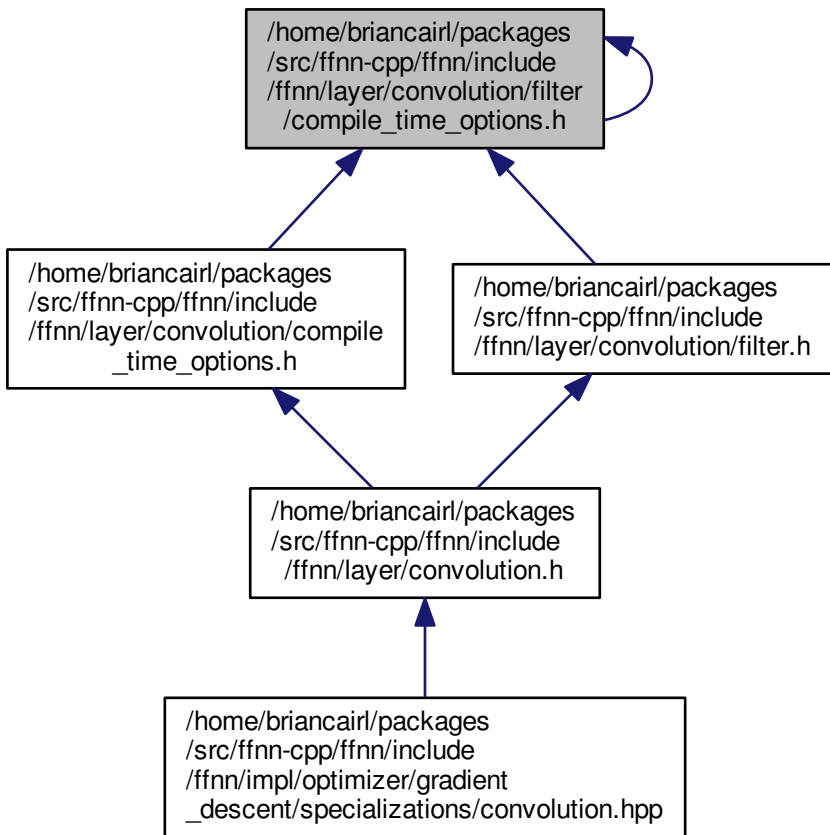 /home/briancairl/packages
/src/ffnn-cpp/ffnn/include
/ffnn/layer/convolution/filter
/compile_time_options.h
/home/briancairl/packages
/src/ffnn-cpp/ffnn/include
/ffnn/layer/convolution/compile
_time_options.h
/home/briancairl/packages
/src/ffnn-cpp/ffnn/include
/ffnn/layer/convolution/filter.h
/home/briancairl/packages
/src/ffnn-cpp/ffnn/include
/ffnn/layer/convolution.h
/home/briancairl/packages
/src/ffnn-cpp/ffnn/include
/ffnn/impl/optimizer/gradient
_descent/specializations/convolution.hpp